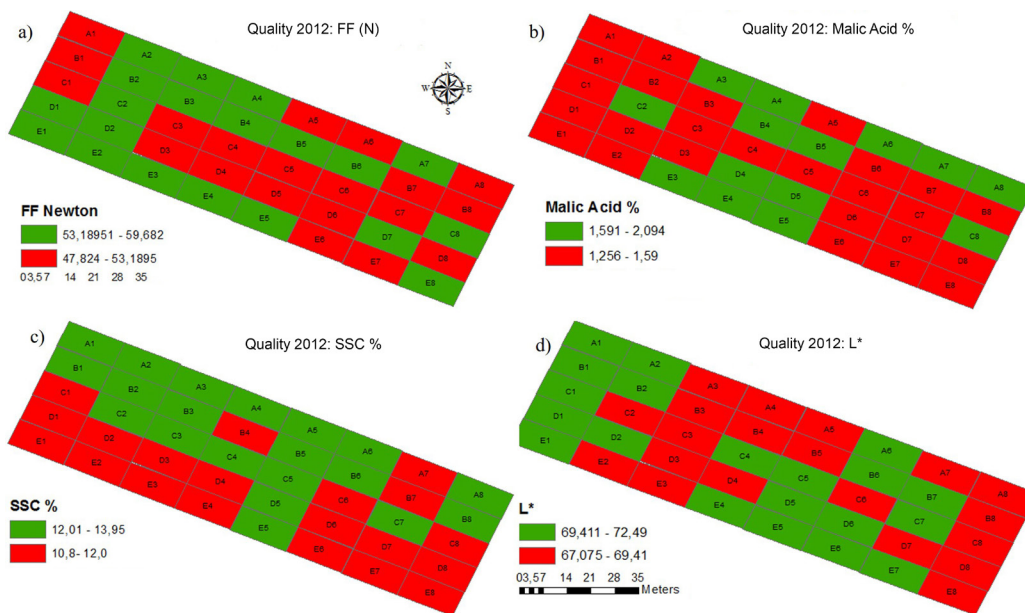 a)
Quality 2012: FF (N)
N
W E
S
A1 A2 A3 A4 A5 A6 A7 A8
B1 B2 B3 B4 B5 B6 B7 B8
C1 C2 C3 C4 C5 C6 C7 C8
D1 D2 D3 D4 D5 D6 D7 D8
E1 E2 E3 E4 E5 E6 E7 E8
FF Newton
53,18951 - 59,682
47,824 - 53,1895
03,57 14 21 28 35
b)
Quality 2012: Malic Acid %
A1 A2 A3 A4 A5 A6 A7 A8
B1 B2 B3 B4 B5 B6 B7 B8
C1 C2 C3 C4 C5 C6 C7 C8
D1 D2 D3 D4 D5 D6 D7 D8
E1 E2 E3 E4 E5 E6 E7 E8
Malic Acid %
1,591 - 2,094
1,256 - 1,59
c)
Quality 2012: SSC %
A1 A2 A3 A4 A5 A6 A7 A8
B1 B2 B3 B4 B5 B6 B7 B8
C1 C2 C3 C4 C5 C6 C7 C8
D1 D2 D3 D4 D5 D6 D7 D8
E1 E2 E3 E4 E5 E6 E7 E8
SSC %
12,01 - 13,95
10,8- 12,0
d)
Quality 2012: L*
A1 A2 A3 A4 A5 A6 A7 A8
B1 B2 B3 B4 B5 B6 B7 B8
C1 C2 C3 C4 C5 C6 C7 C8
D1 D2 D3 D4 D5 D6 D7 D8
E1 E2 E3 E4 E5 E6 E7 E8
L*
69,411 - 72,49
67,075 - 69,41
03,57 14 21 28 35
Meters